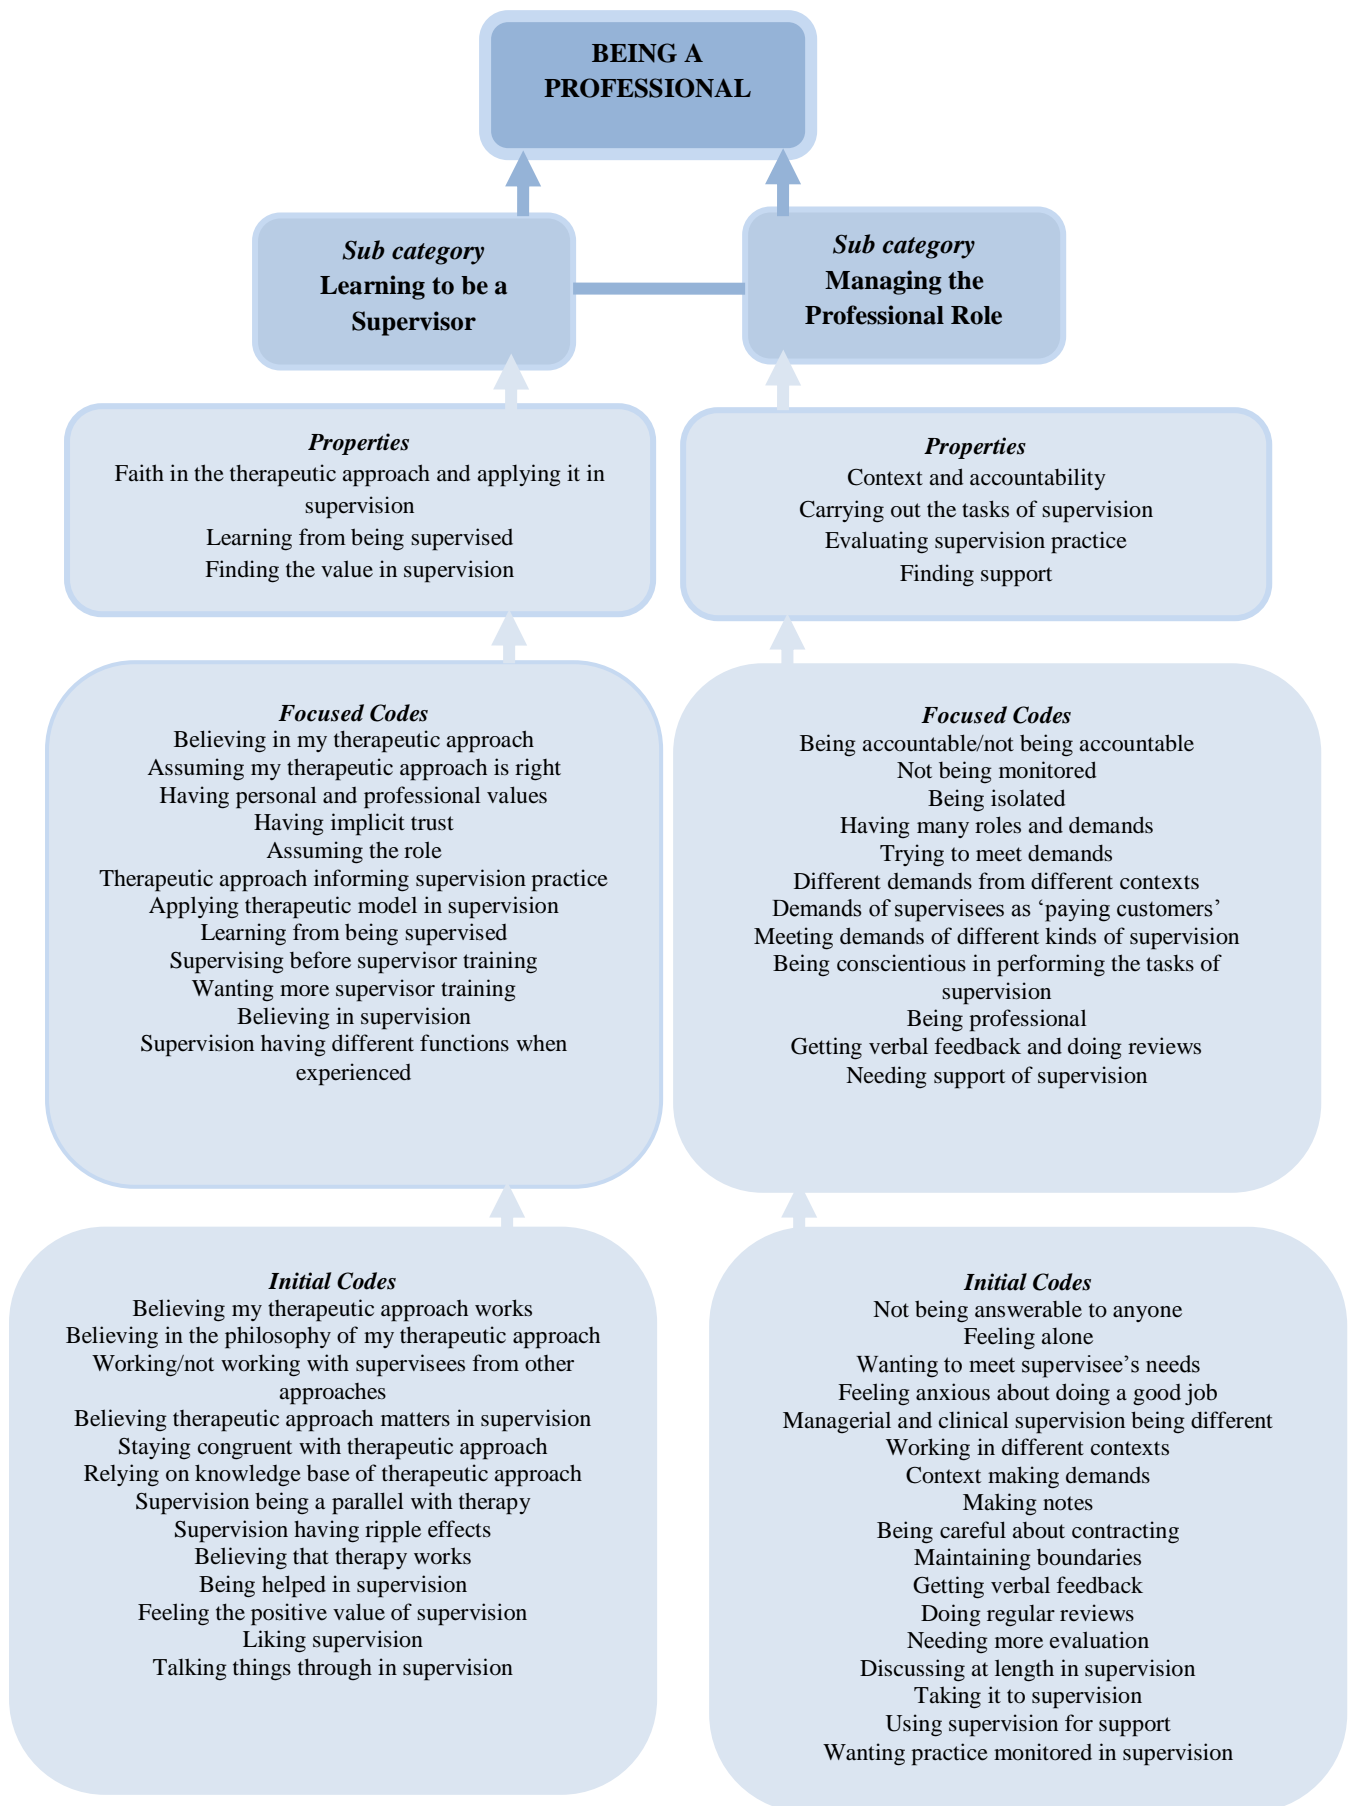 BEING A
PROFESSIONAL
Sub category
Learning to be a
Supervisor
Sub category
Managing the
Professional Role
Properties
Faith in the therapeutic approach and applying it in
supervision
Learning from being supervised
Finding the value in supervision
Properties
Context and accountability
Carrying out the tasks of supervision
Evaluating supervision practice
Finding support
Focused Codes
Believing in my therapeutic approach
Assuming my therapeutic approach is right
Having personal and professional values
Having implicit trust
Assuming the role
Therapeutic approach informing supervision practice
Applying therapeutic model in supervision
Learning from being supervised
Supervising before supervisor training
Wanting more supervisor training
Believing in supervision
Supervision having different functions when
experienced
Focused Codes
Being accountable/not being accountable
Not being monitored
Being isolated
Having many roles and demands
Trying to meet demands
Different demands from different contexts
Demands of supervisees as ‘paying customers’
Meeting demands of different kinds of supervision
Being conscientious in performing the tasks of
supervision
Being professional
Getting verbal feedback and doing reviews
Needing support of supervision
Initial Codes
Believing my therapeutic approach works
Believing in the philosophy of my therapeutic approach
Working/not working with supervisees from other
approaches
Believing therapeutic approach matters in supervision
Staying congruent with therapeutic approach
Relying on knowledge base of therapeutic approach
Supervision being a parallel with therapy
Supervision having ripple effects
Believing that therapy works
Being helped in supervision
Feeling the positive value of supervision
Liking supervision
Talking things through in supervision
Initial Codes
Not being answerable to anyone
Feeling alone
Wanting to meet supervisee’s needs
Feeling anxious about doing a good job
Managerial and clinical supervision being different
Working in different contexts
Context making demands
Making notes
Being careful about contracting
Maintaining boundaries
Getting verbal feedback
Doing regular reviews
Needing more evaluation
Discussing at length in supervision
Taking it to supervision
Using supervision for support
Wanting practice monitored in supervision